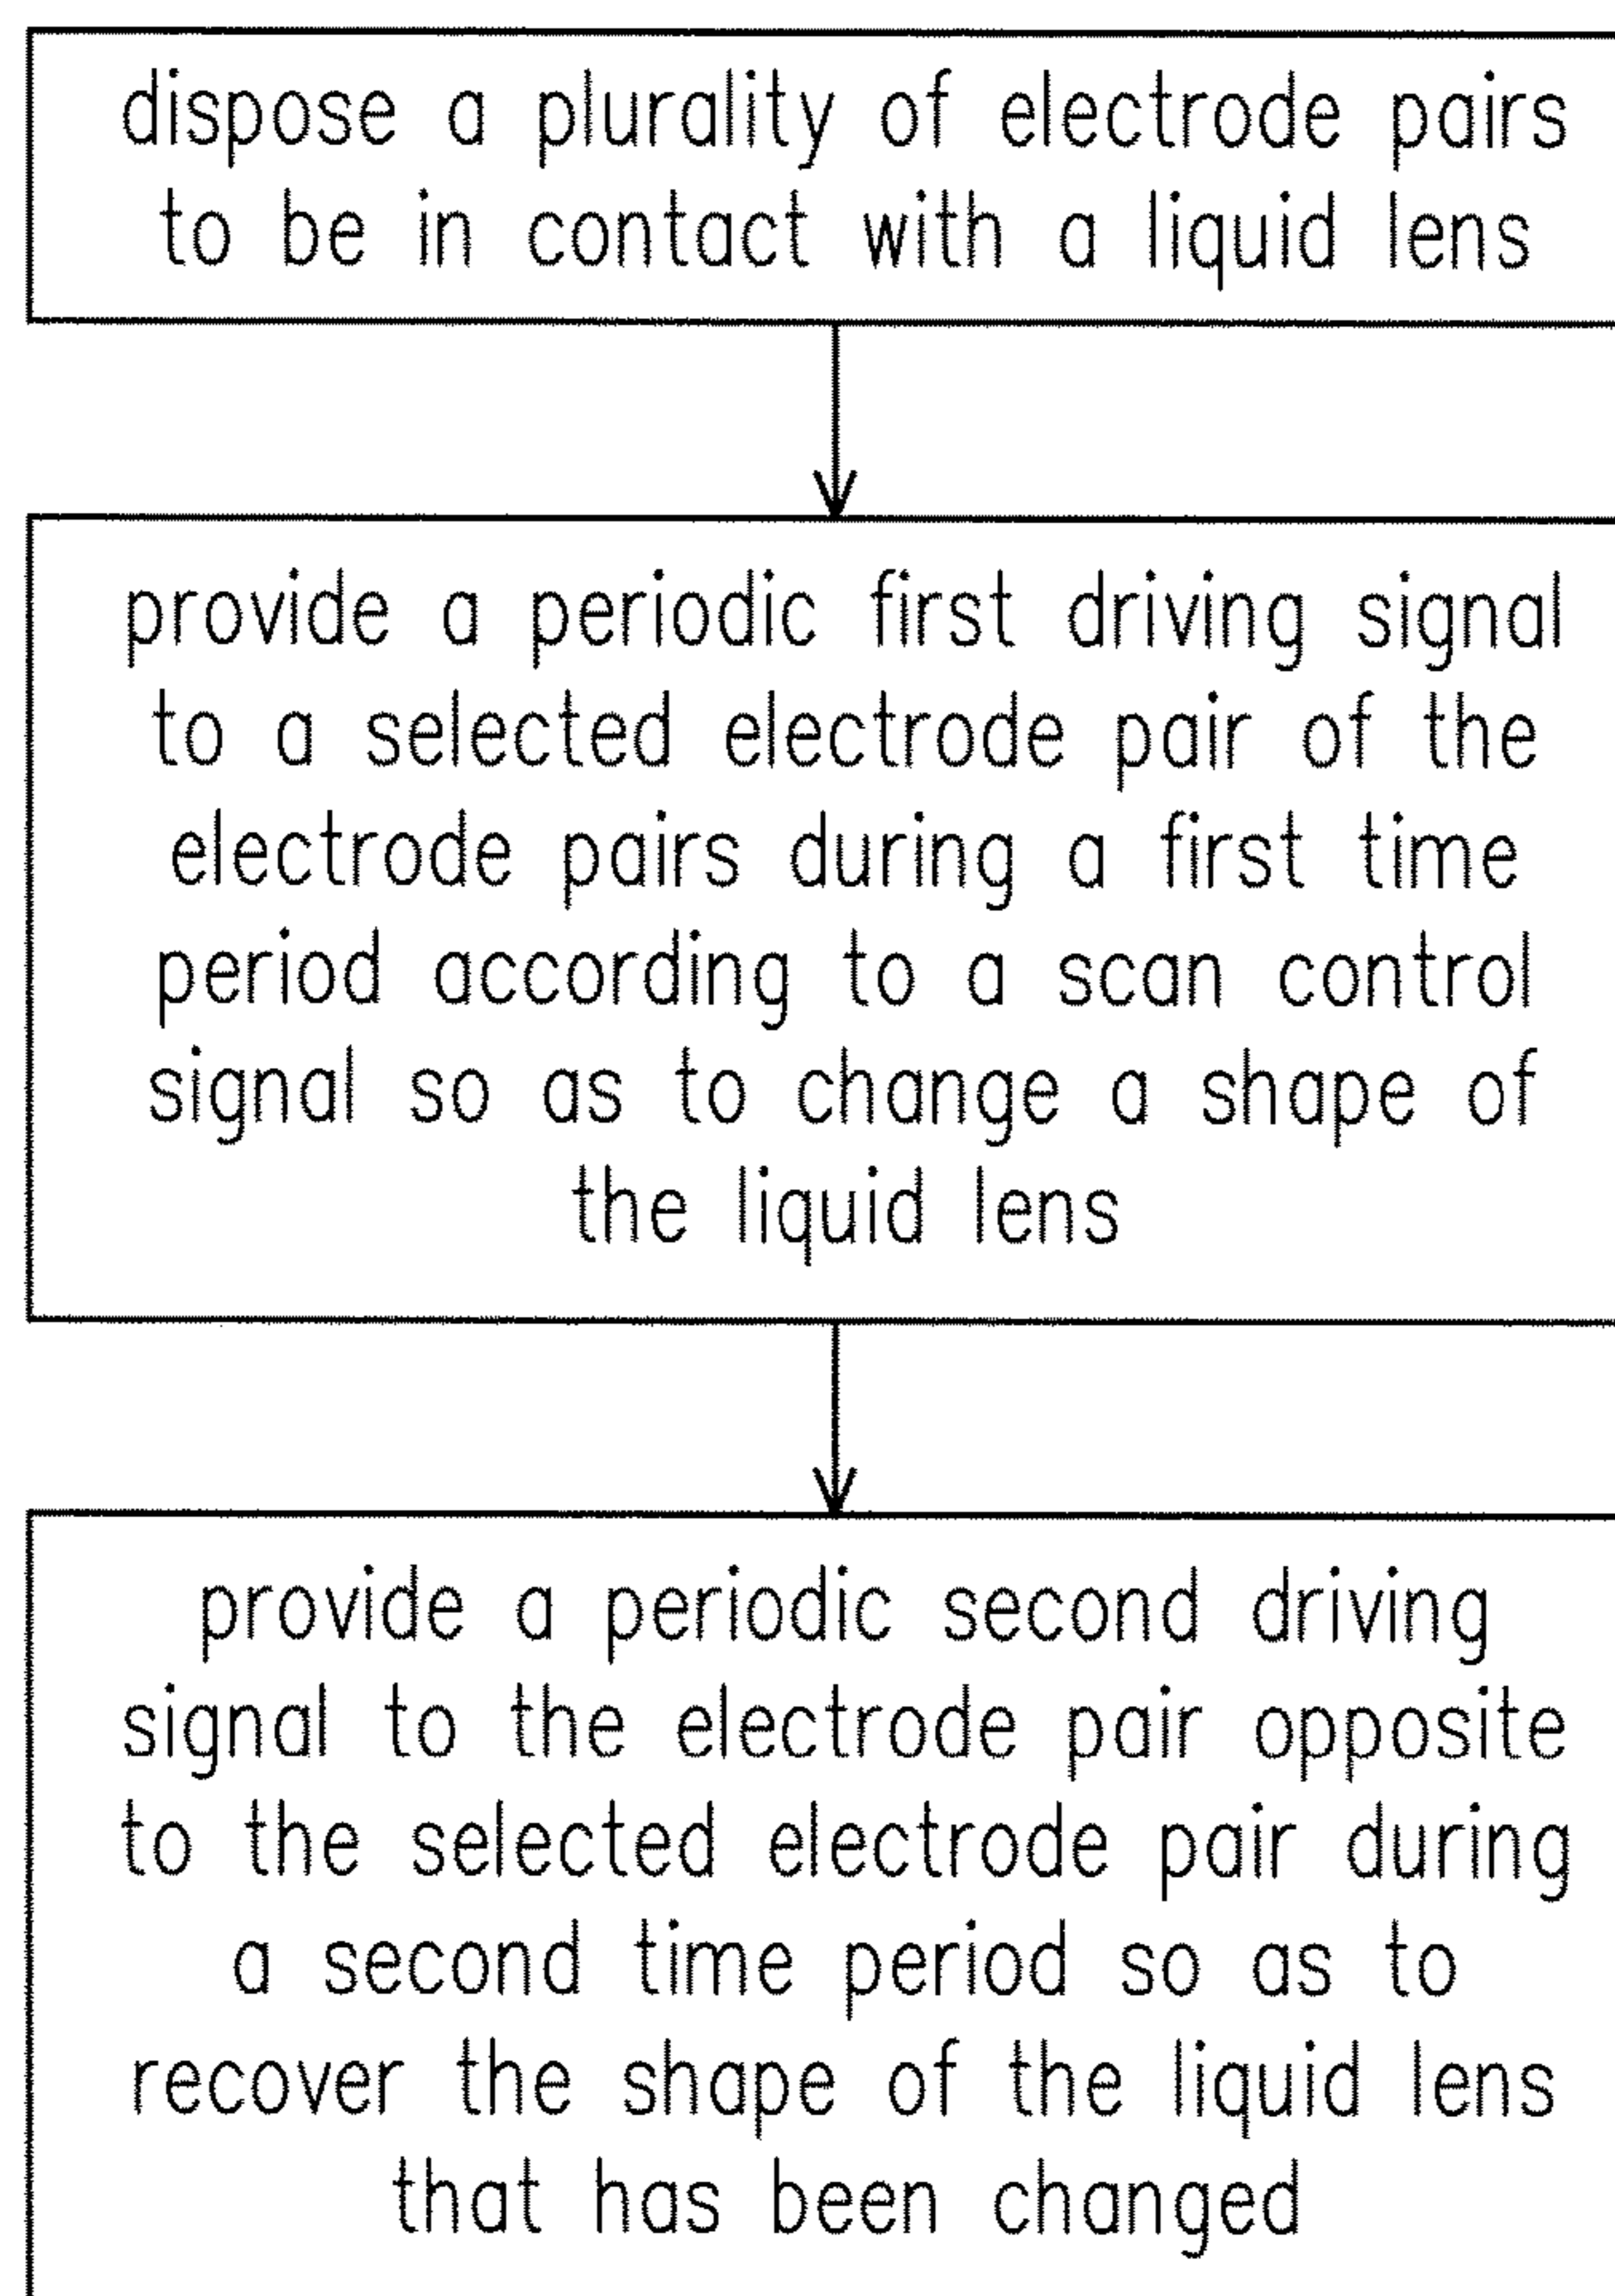 dispose a plurality of electrode pairs
to be in contact with a liquid lens
provide a periodic first driving signal
to a selected electrode pair of the
electrode pairs during a first time
period according to a scan control
signal so as to change a shape of
the liquid lens
provide a periodic second driving
signal to the electrode pair opposite
to the selected electrode pair during
a second time period so as to
recover the shape of the liquid lens
that has been changed